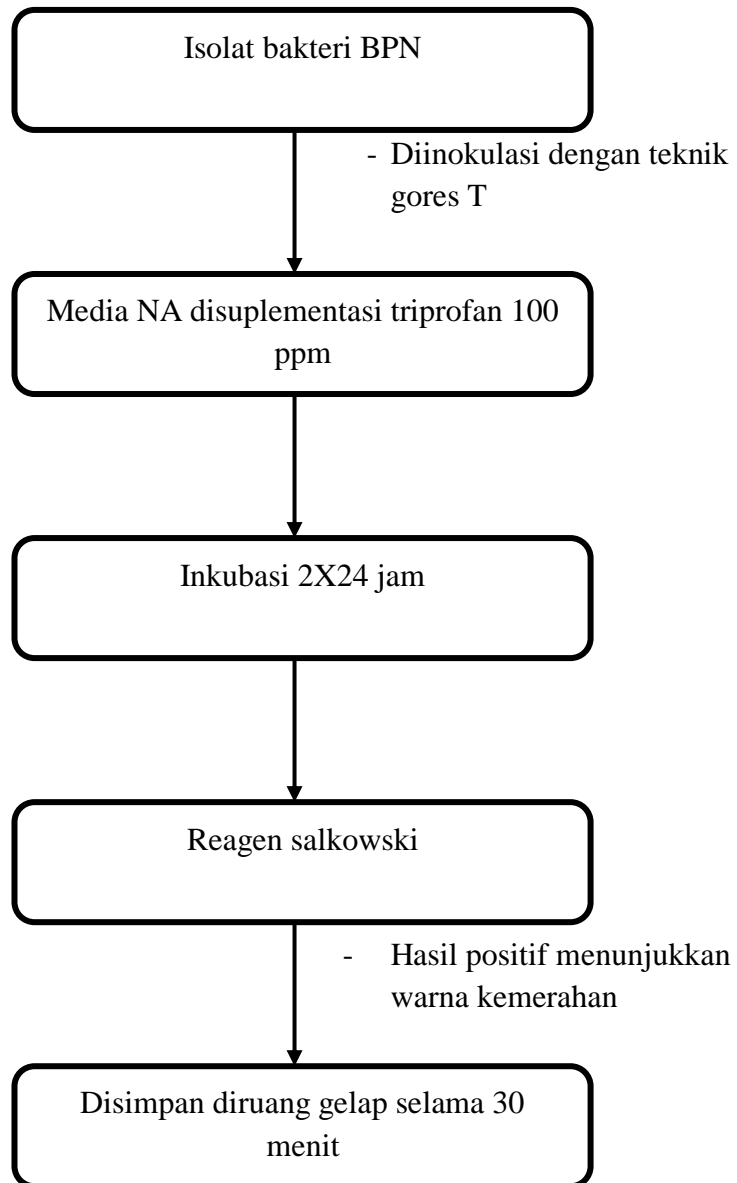 Isolat bakteri BPN
- Diinokulasi dengan teknik
gores T
Media NA disuplementasi triprofan 100
ppm
Inkubasi 2X24 jam
Reagen salkowski
- Hasil positif menunjukkan
warna kemerahan
Disimpan diruang gelap selama 30
menit